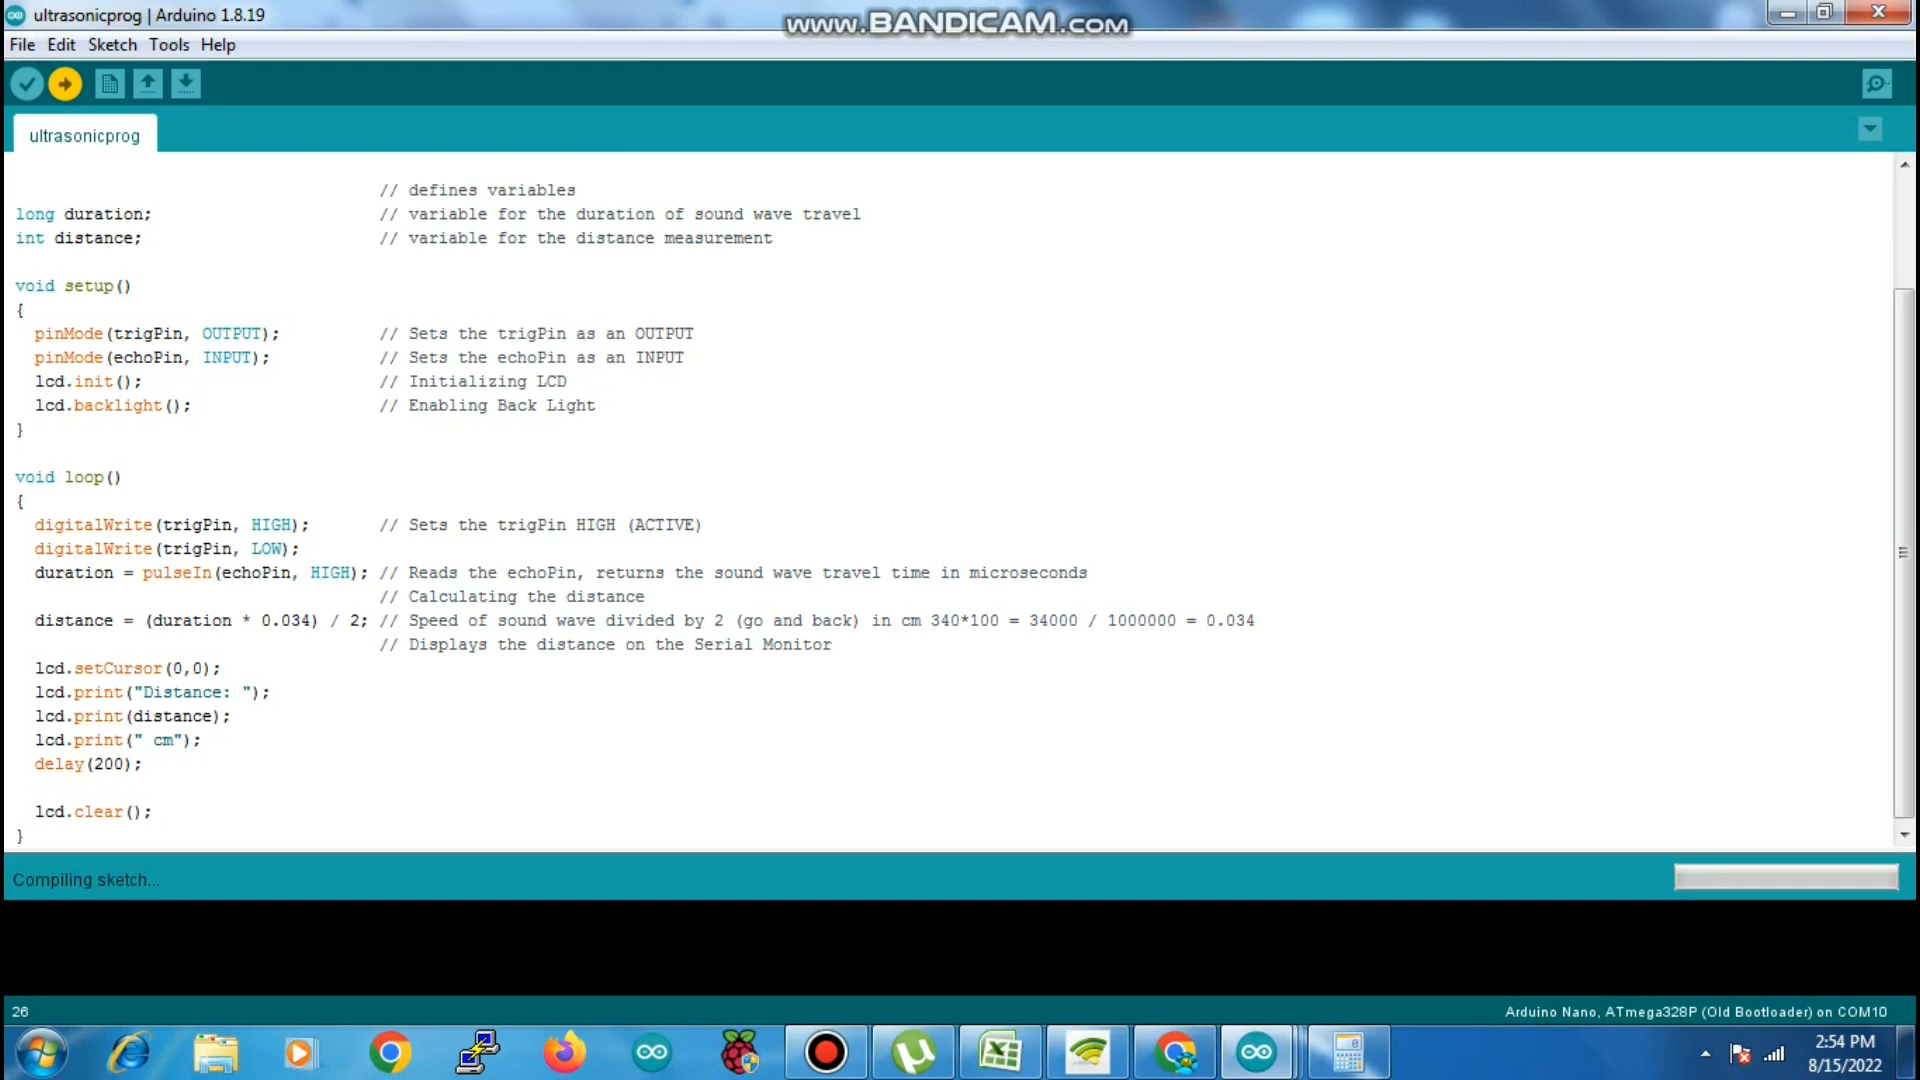 ultrasonicprog | Arduino 1.8.19
www.BANDICAM.com
File Edit Sketch Tools Help
ultrasonicprog
// defines variables
long duration; // variable for the duration of sound wave travel
int distance; // variable for the distance measurement
void setup()
{
pinMode(trigPin, OUTPUT); // Sets the trigPin as an OUTPUT
pinMode(echoPin, INPUT); // Sets the echoPin as an INPUT
lcd.init(); // Initializing LCD
lcd.backlight(); // Enabling Back Light
}
void loop()
{
digitalWrite(trigPin, HIGH); // Sets the trigPin HIGH (ACTIVE)
digitalWrite(trigPin, LOW);
duration = pulseIn(echoPin, HIGH); // Reads the echoPin, returns the sound wave travel time in microseconds
// Calculating the distance
distance = (duration * 0.034) / 2; // Speed of sound wave divided by 2 (go and back) in cm 340*100 = 34000 / 1000000 = 0.034
// Displays the distance on the Serial Monitor
lcd.setCursor(0,0);
lcd.print("Distance: ");
lcd.print(distance);
lcd.print(" cm");
delay(200);
lcd.clear();
}
Compiling sketch...
26
Arduino Nano, ATmega328P (Old Bootloader) on COM10
2:54 PM
8/15/2022